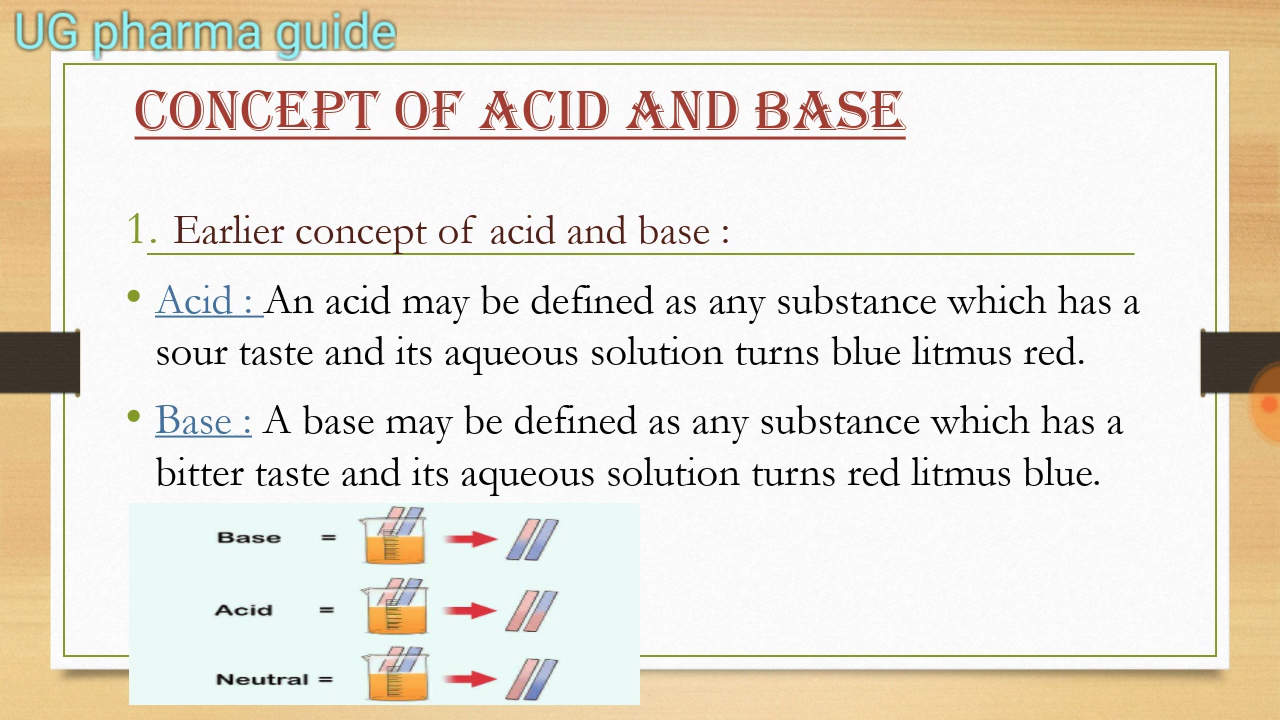 UG pharma guide
CONCEPT OF ACID AND BASE
1. Earlier concept of acid and base :
• Acid : An acid may be defined as any substance which has a
sour taste and its aqueous solution turns blue litmus red.
• Base : A base may be defined as any substance which has a
bitter taste and its aqueous solution turns red litmus blue.
Base =
Acid =
Neutral =